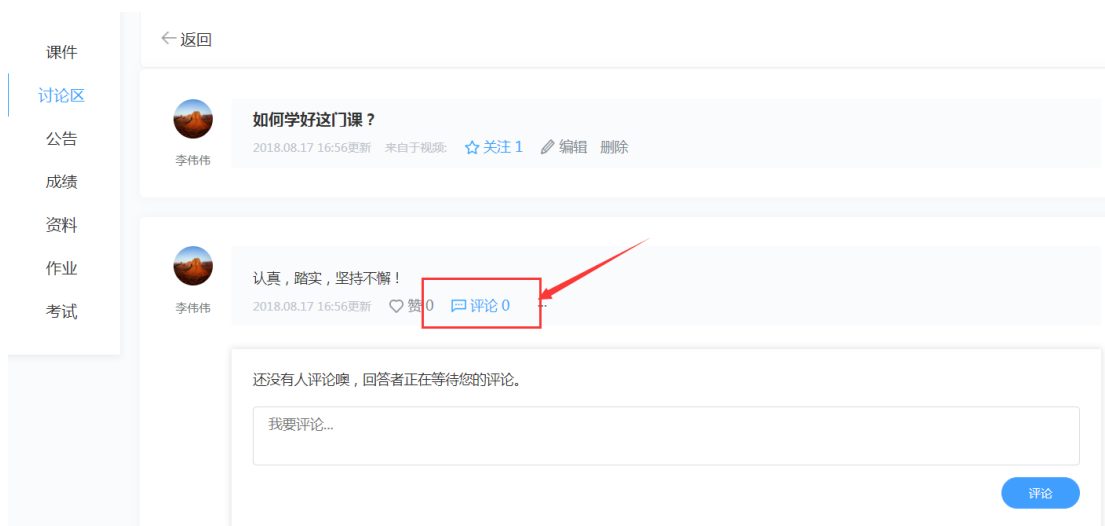 课件
讨论区
公告
成绩
资料
作业
考试
返回
如何学好这门课？
2018.08.17 16:56更新 来自于视频: 关注 1 编辑 删除
李伟伟
认真，踏实，坚持不懈！
2018.08.17 16:56更新 赞 0 评论 0 ...
李伟伟
还没有人评论噢，回答者正在等待您的评论。
我要评论...
评论